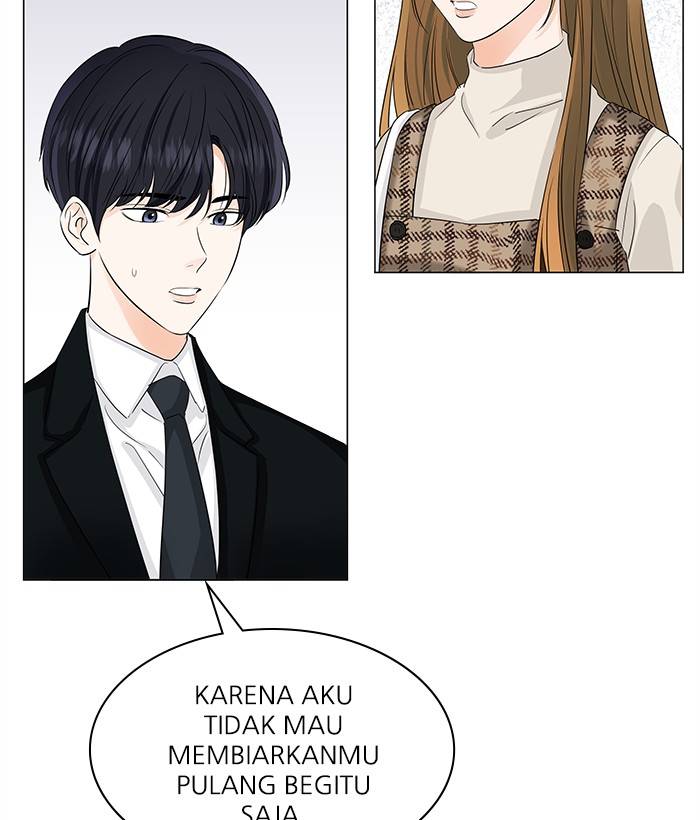 KARENA AKU
TIDAK MAU
MEMBIARKANMU
PULANG BEGITU
SAJA